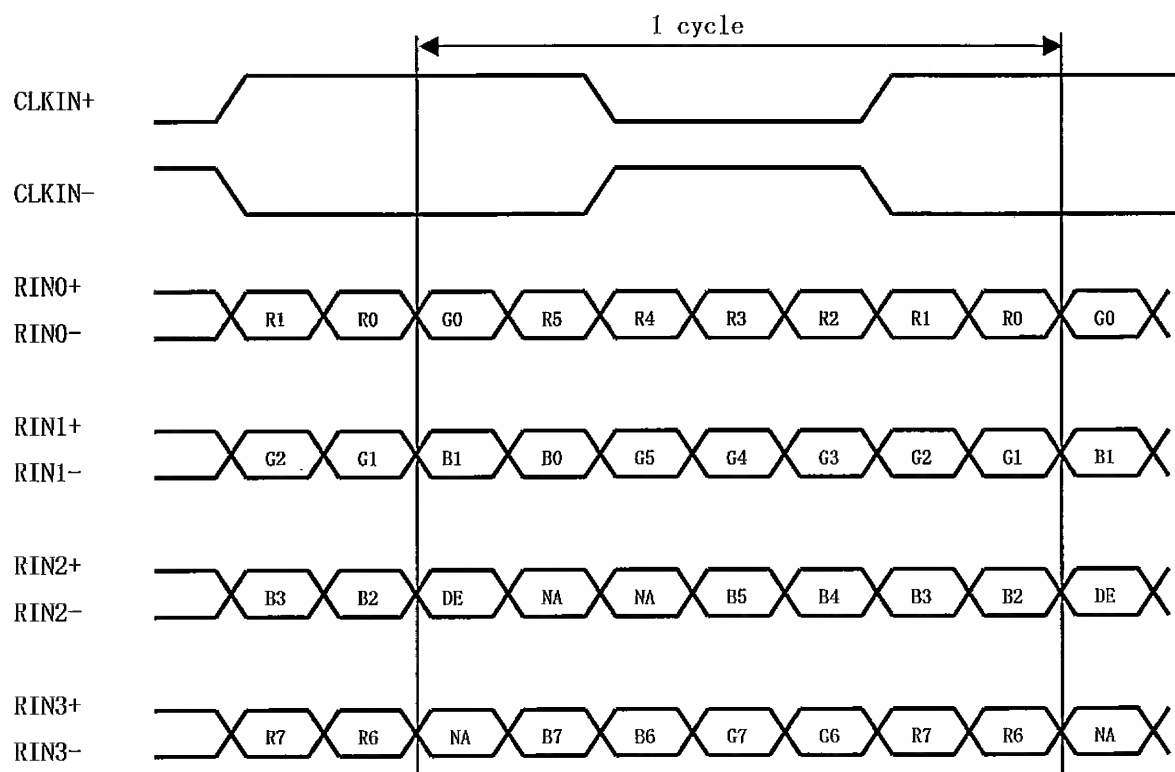 1 cycle
CLKIN+
CLKIN-
RIN0+
RIN0-
R1 R0 G0 R5 R4 R3 R2 R1 R0 G0
RIN1+
RIN1-
G2 G1 B1 B0 G5 G4 G3 G2 G1 B1
RIN2+
RIN2-
B3 B2 DE NA NA B5 B4 B3 B2 DE
RIN3+
RIN3-
R7 R6 NA B7 B6 G7 G6 R7 R6 NA